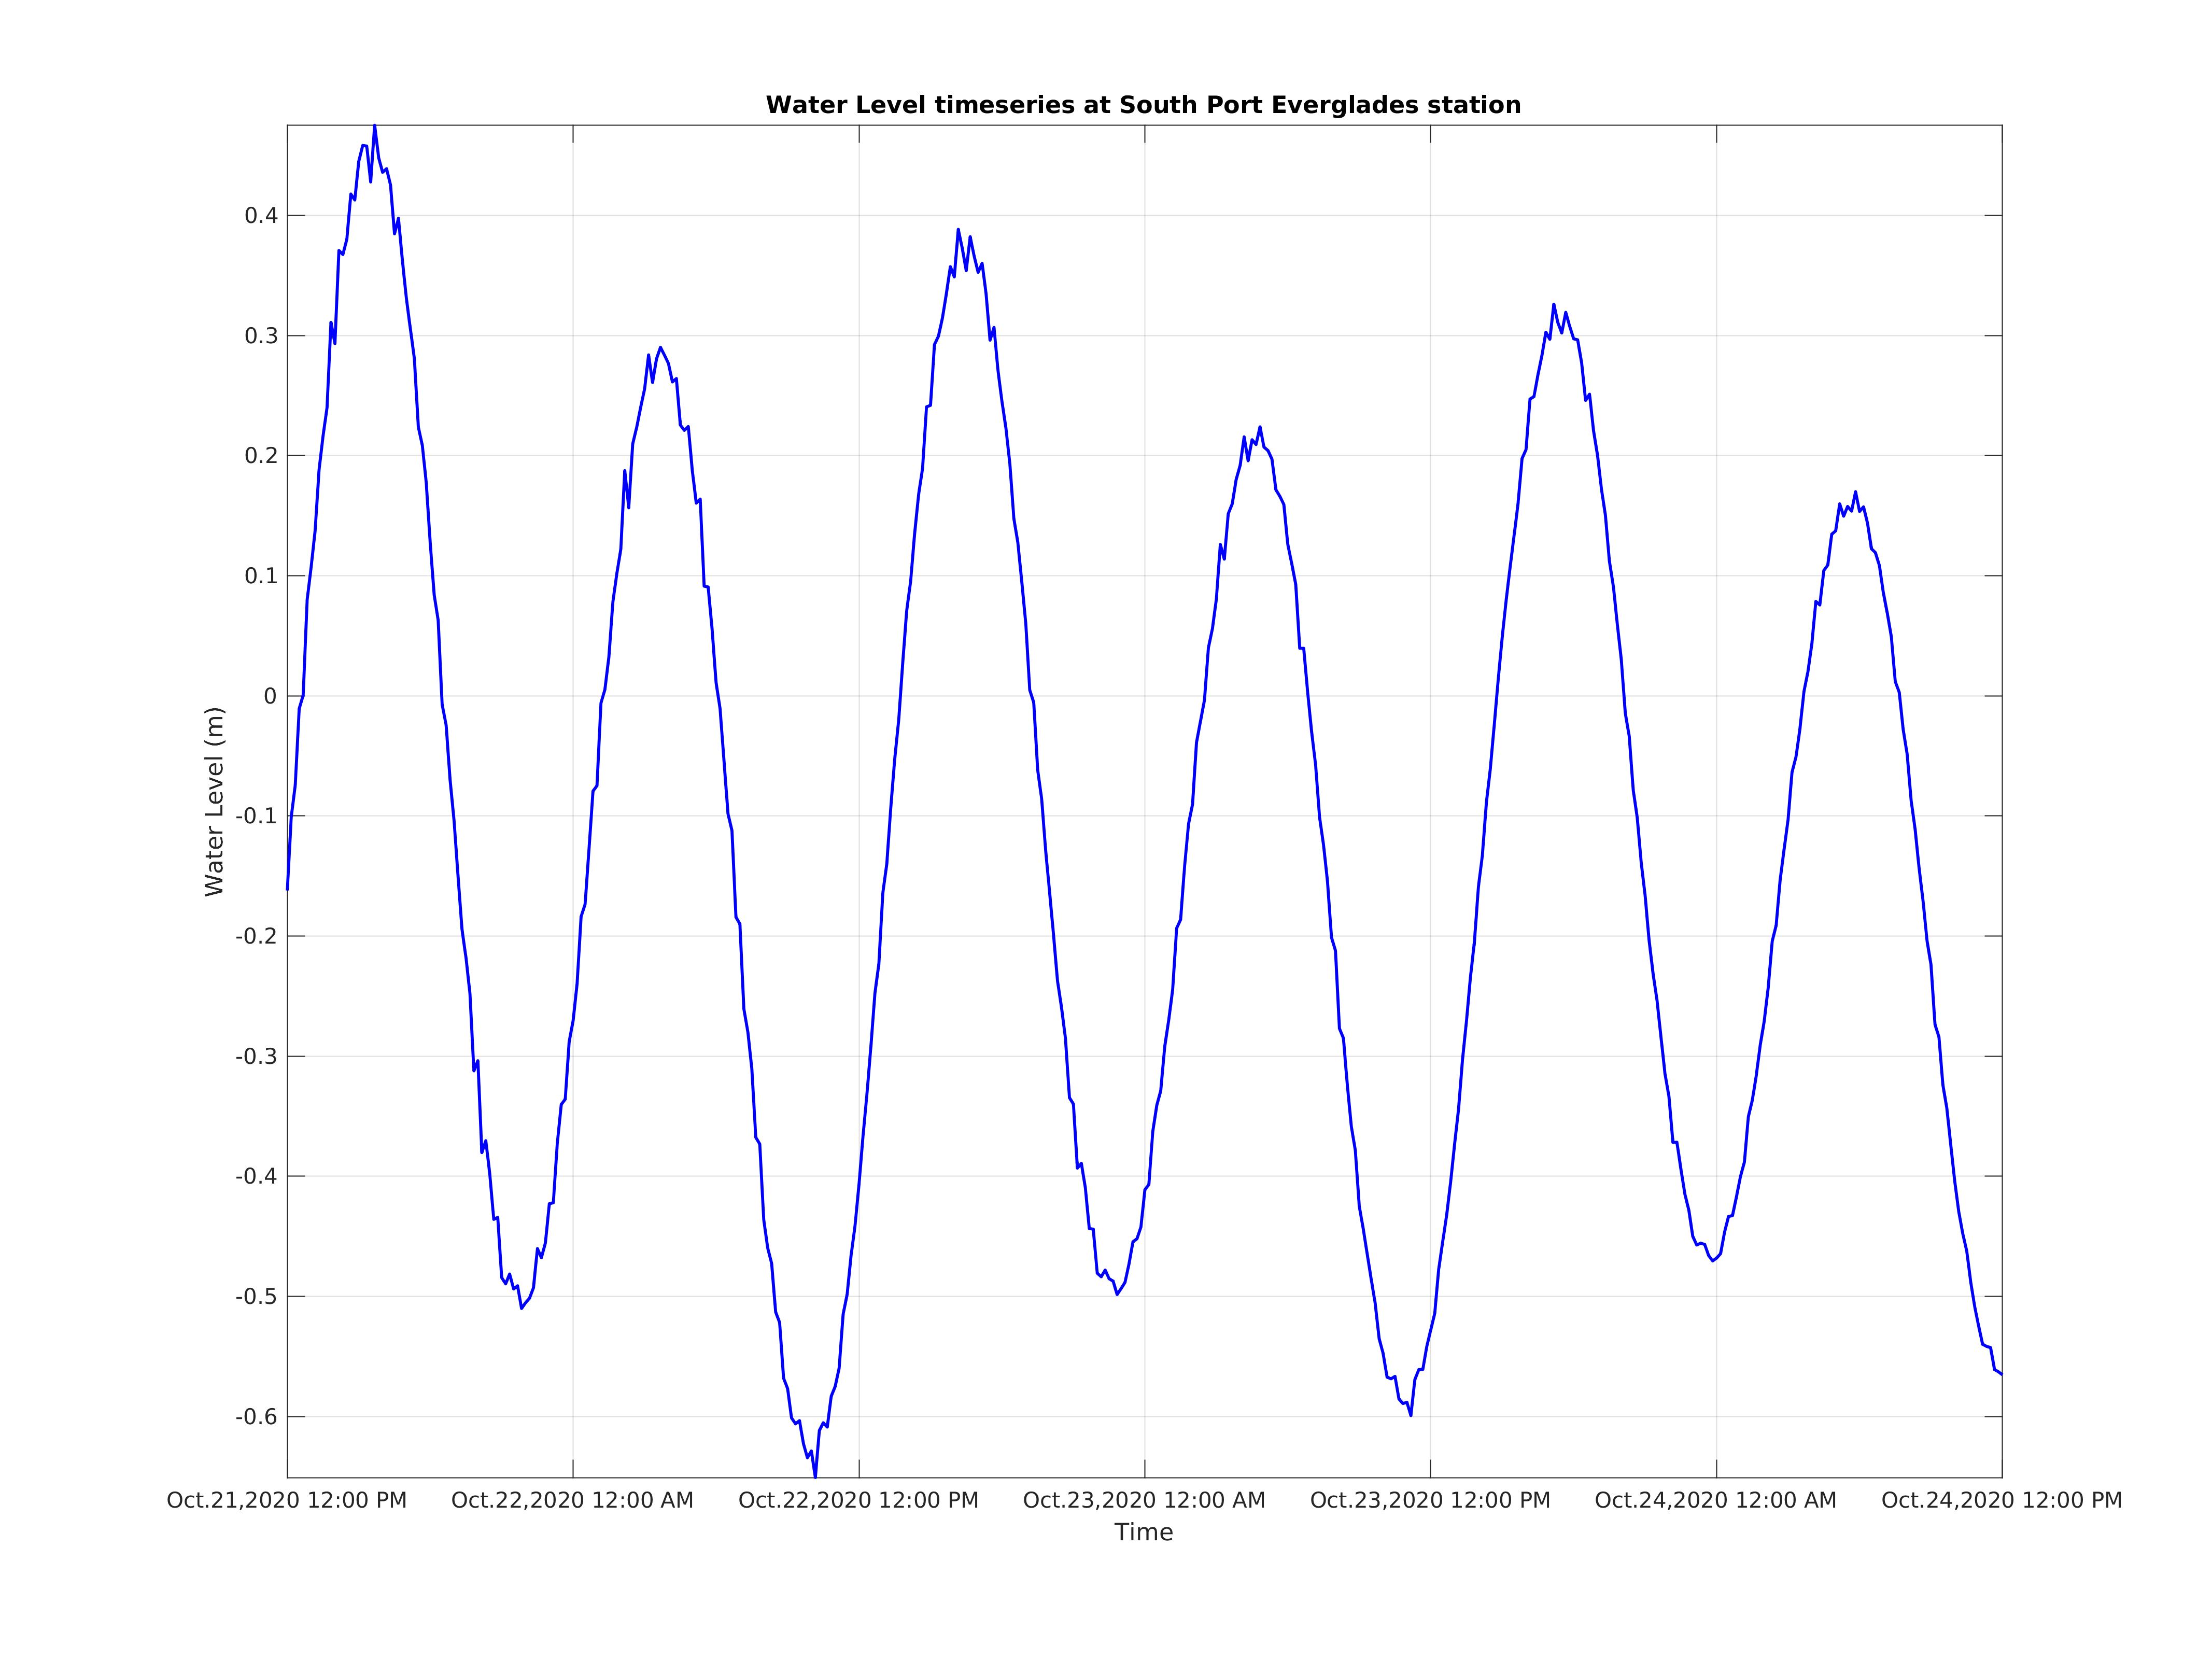 Water Level timeseries at South Port Everglades station
0.4
0.3
0.2
0.1
0
-0.1
-0.2
-0.3
-0.4
-0.5
-0.6
Water Level (m)
Oct.21,2020 12:00 PM
Oct.22,2020 12:00 AM
Oct.22,2020 12:00 PM
Oct.23,2020 12:00 AM
Oct.23,2020 12:00 PM
Oct.24,2020 12:00 AM
Oct.24,2020 12:00 PM
Time